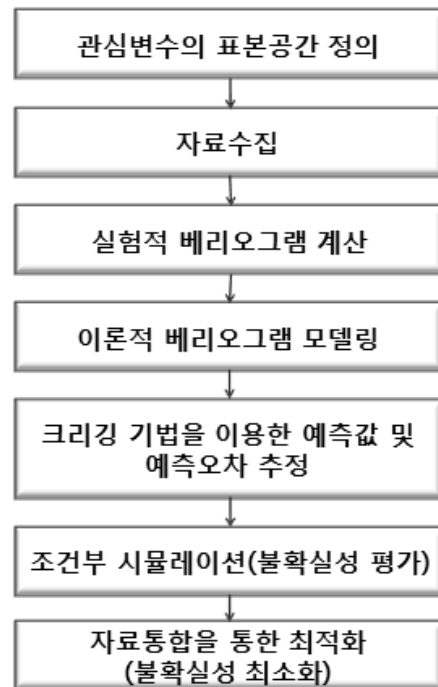 관심변수의 표본공간 정의
자료수집
실험적 베리오그램 계산
이론적 베리오그램 모델링
크리깅 기법을 이용한 예측값 및
예측오차 추정
조건부 시뮬레이션(불확실성 평가)
자료통합을 통한 최적화
(불확실성 최소화)